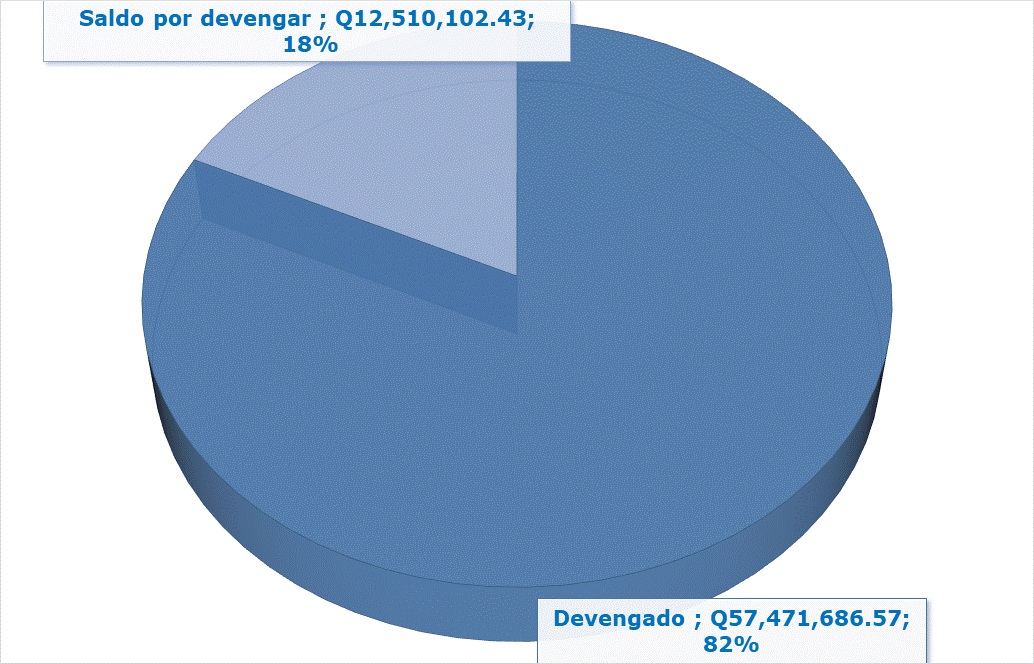 Saldo por devengar ; Q12,510,102.43;
18%
Devengado ; Q57,471,686.57;
82%